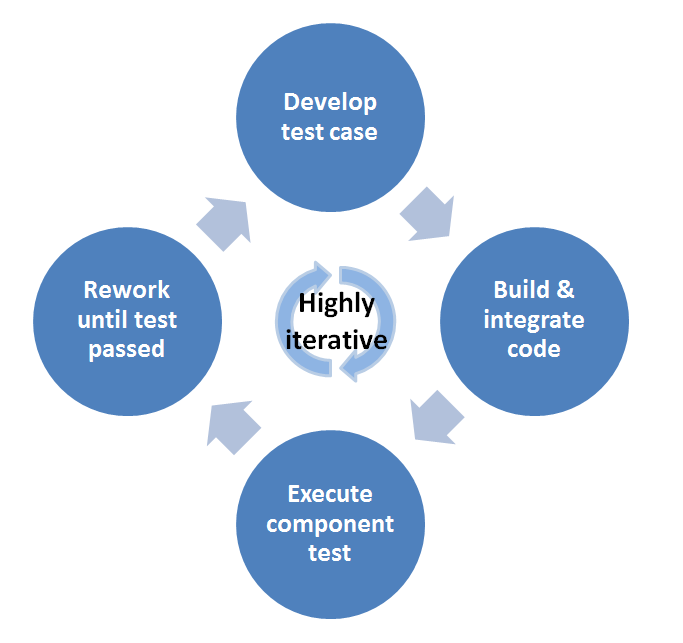 Develop
test case
Build &
integrate
code
Execute
component
test
Rework
until test
passed
Highly
iterative